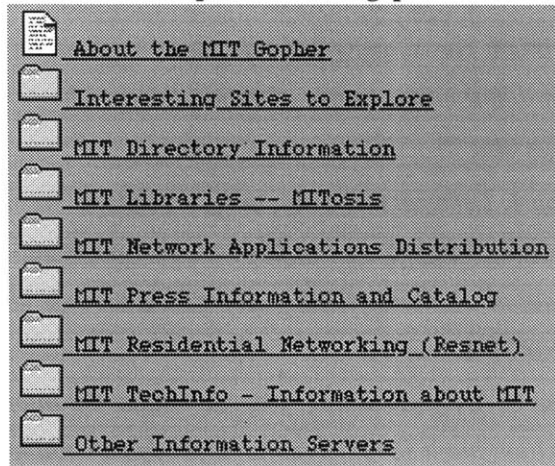 About the MIT Gopher
Interesting Sites to Explore
MIT Directory Information
MIT Libraries -- MITosis
MIT Network Applications Distribution
MIT Press Information and Catalog
MIT Residential Networking (Resnet)
MIT TechInfo - Information about MIT
Other Information Servers